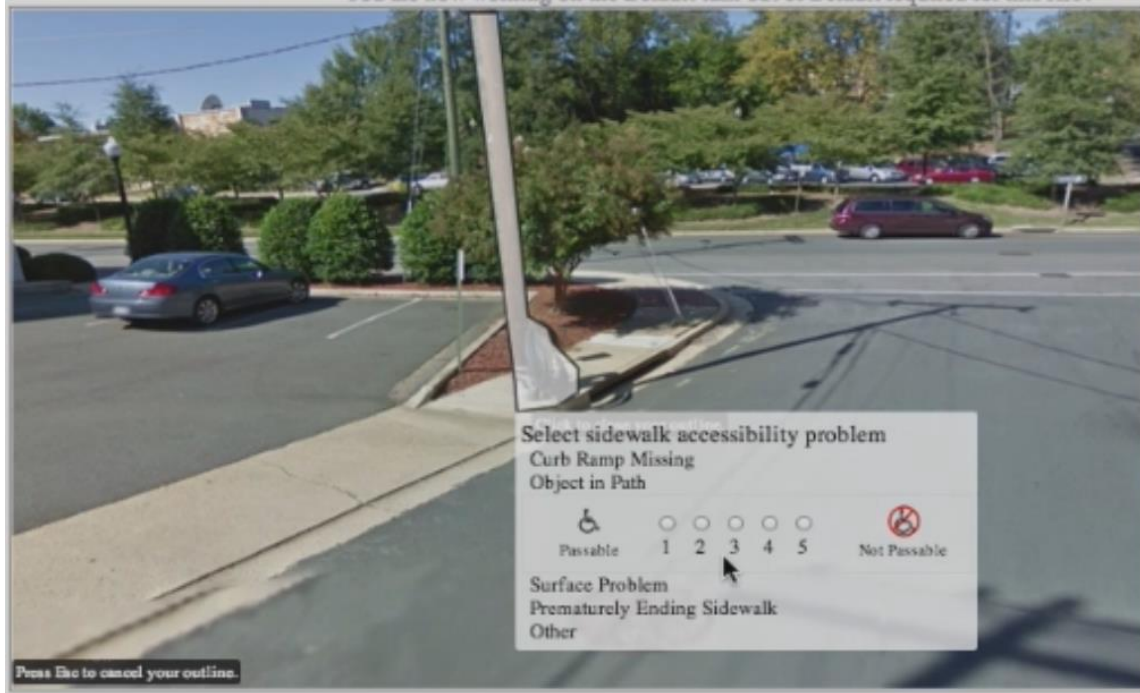 Select sidewalk accessibility problem
Curb Ramp Missing
Object in Path
Passable 1 2 3 4 5 Not Passable
Surface Problem
Prematurely Ending Sidewalk
Other
Press Esc to cancel your outline.